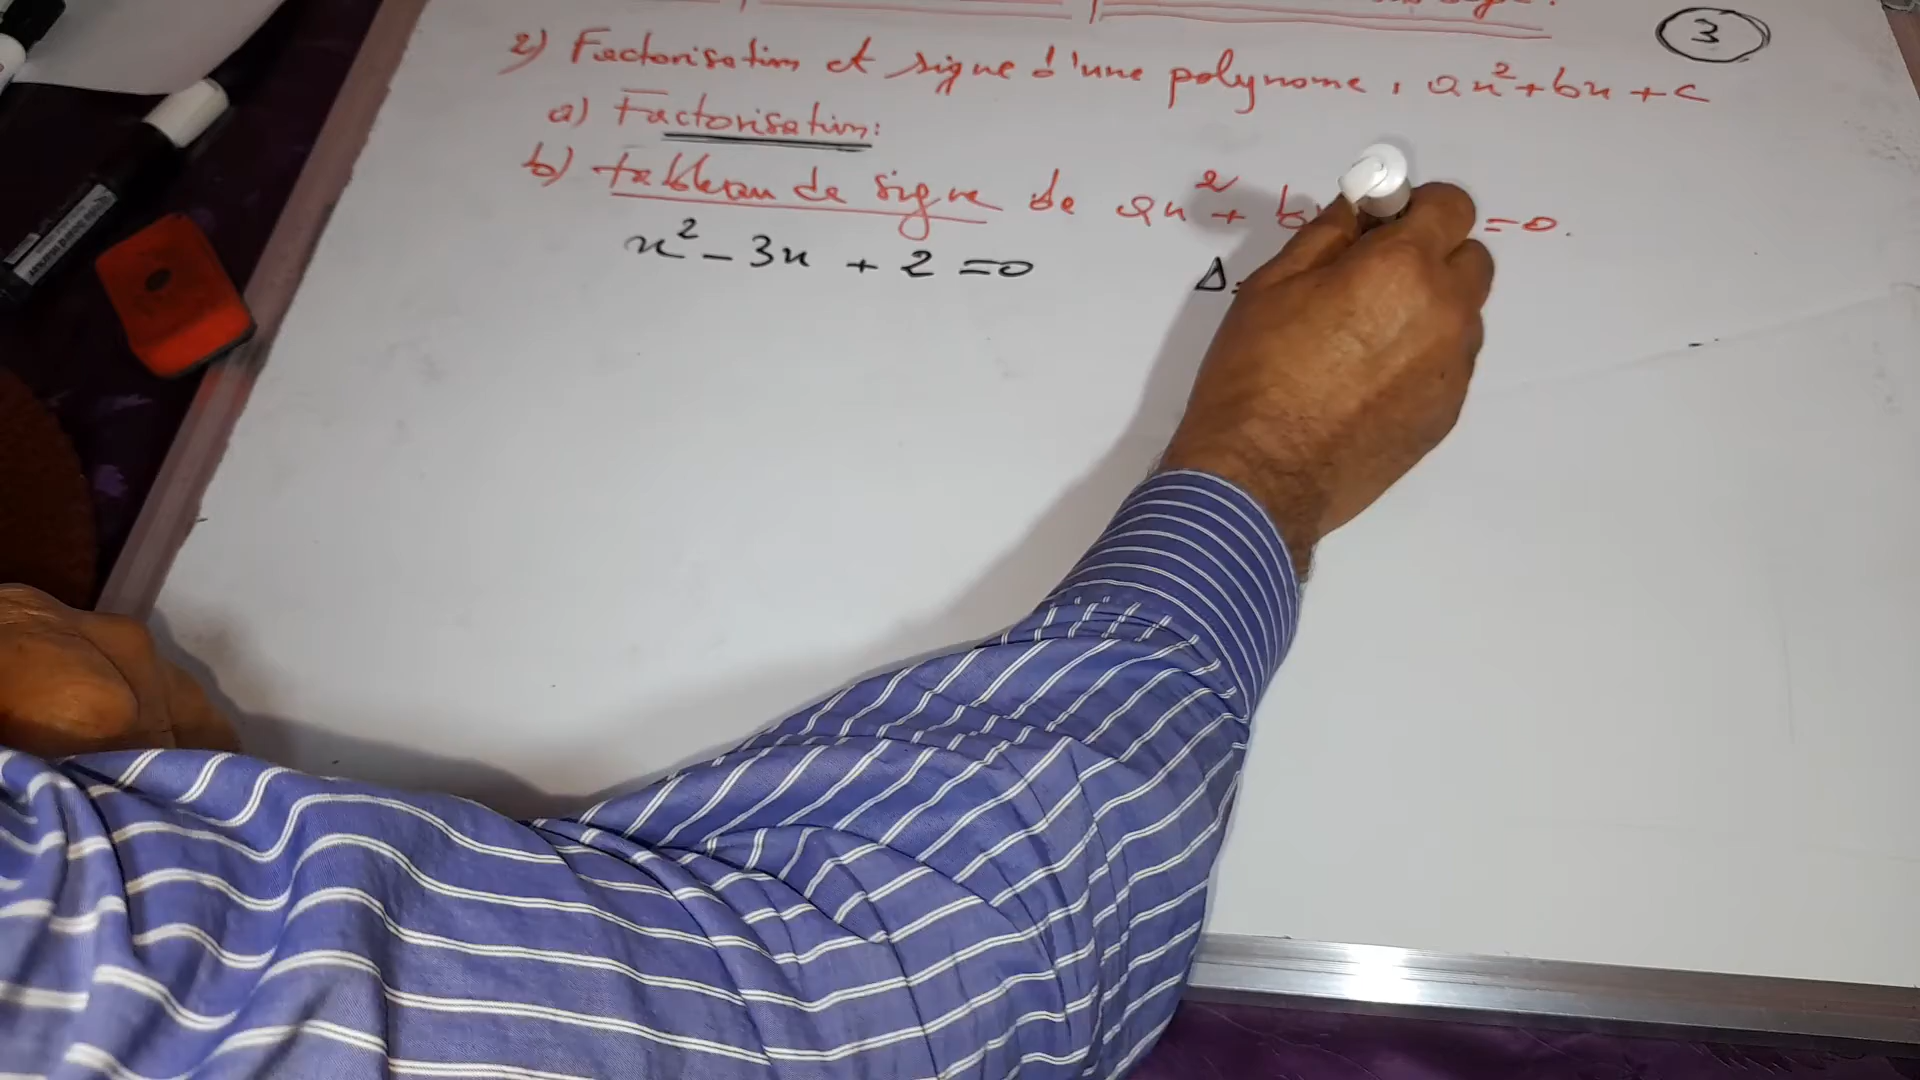 3
2) Factorisation et signe d'une polynome, ax²+bx+c
a) Factorisation:
b) tableau de signe de ax² + b =0.
x² - 3x + 2 =0 Δ=